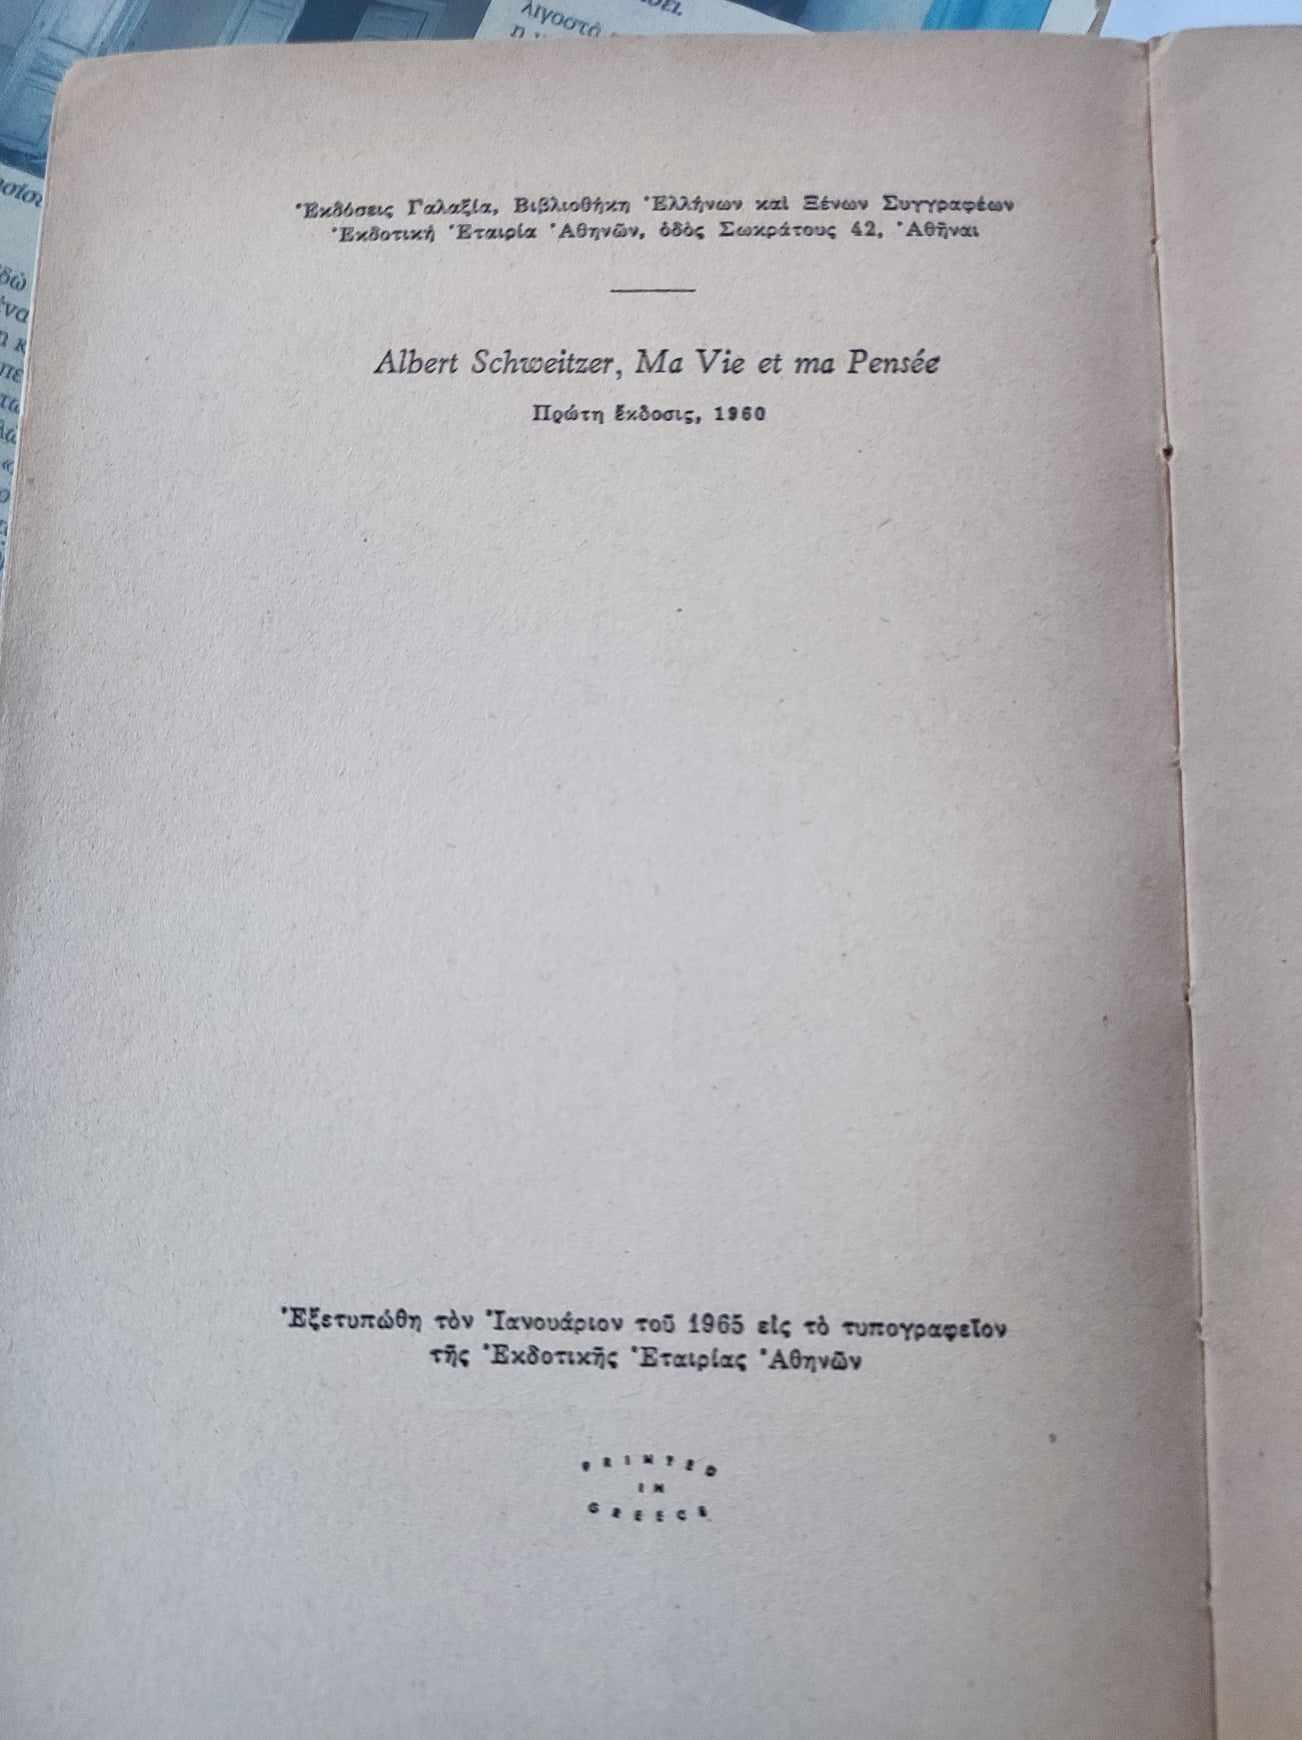 λιγοστὰ
Ἐκδόσεις Γαλαξία, Βιβλιοθήκη Ἑλλήνων καὶ Ξένων Συγγραφέων
Ἐκδοτικὴ Ἑταιρία Ἀθηνῶν, ὁδὸς Σωκράτους 42, Ἀθῆναι
Albert Schweitzer, Ma Vie et ma Pensée
Πρώτη ἔκδοσις, 1960
Ἐξετυπώθη τὸν Ἰανουάριον τοῦ 1965 εἰς τὸ τυπογραφεῖον
τῆς Ἐκδοτικῆς Ἑταιρίας Ἀθηνῶν
PRINTED
IN
GREECE